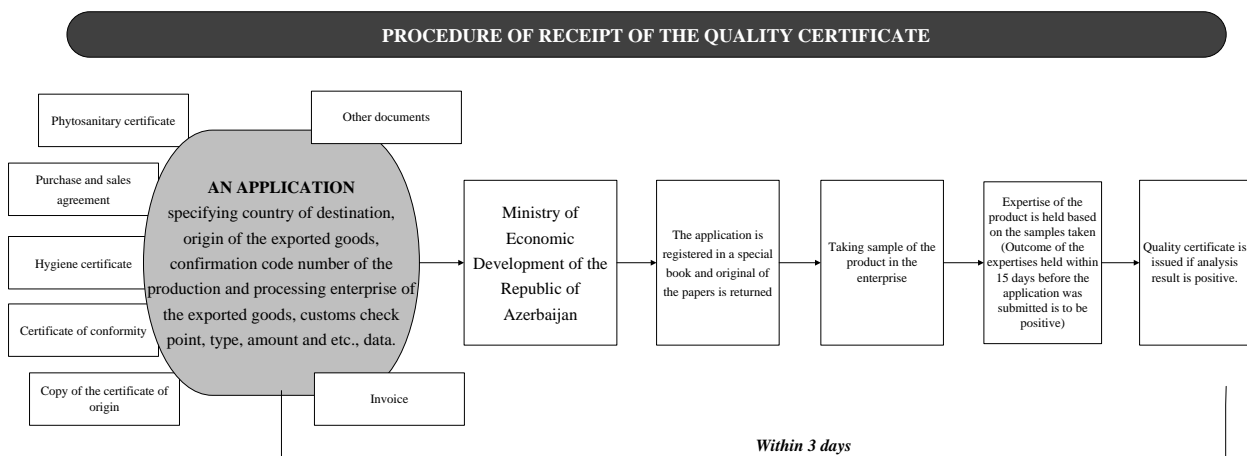 PROCEDURE OF RECEIPT OF THE QUALITY CERTIFICATE
Phytosanitary certificate
Other documents
Purchase and sales
agreement
Hygiene certificate
Certificate of conformity
Copy of the certificate of
origin
Invoice
AN APPLICATION
specifying country of destination,
origin of the exported goods,
confirmation code number of the
production and processing enterprise of
the exported goods, customs check
point, type, amount and etc., data.
Ministry of
Economic
Development of the
Republic of
Azerbaijan
The application is
registered in a special
book and original of
the papers is returned
Taking sample of the
product in the
enterprise
Expertise of the
product is held based
on the samples taken
(Outcome of the
expertises held within
15 days before the
application was
submitted is to be
positive)
Quality certificate is
issued if analysis
result is positive.
Within 3 days